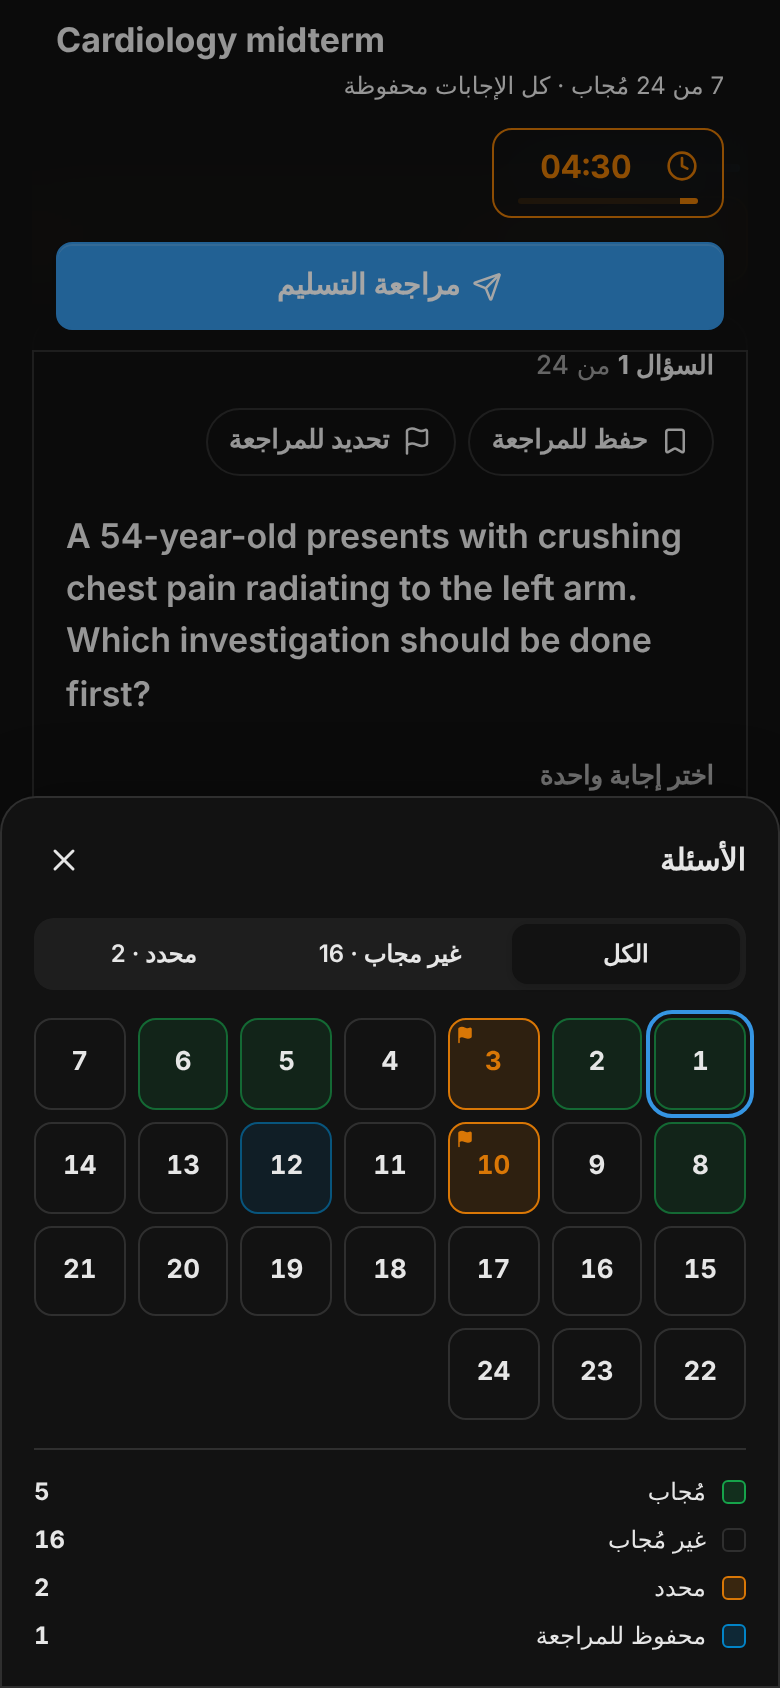 Cardiology midterm
7 من 24 مُجاب · كل الإجابات محفوظة
04:30
مراجعة التسليم
السؤال 1 من 24
حفظ للمراجعة
تحديد للمراجعة
A 54-year-old presents with crushing
chest pain radiating to the left arm.
Which investigation should be done
first?
اختر إجابة واحدة
الأسئلة
الكل
غير مجاب · 16
محدد · 2
1 2 3 4 5 6 7
8 9 10 11 12 13 14
15 16 17 18 19 20 21
22 23 24
مُجاب 5
غير مُجاب 16
محدد 2
محفوظ للمراجعة 1